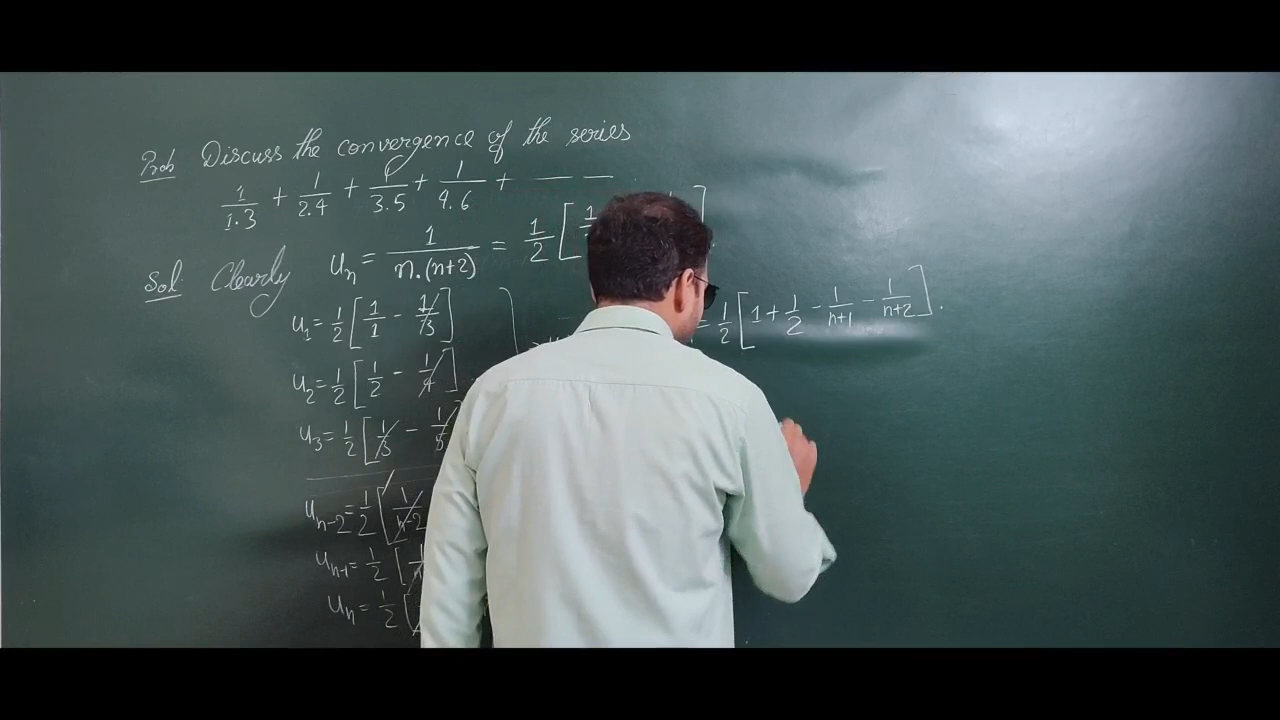 Prob Discuss the convergence of the series
1/1.3 + 1/2.4 + 1/3.5 + 1/4.6 + — — —
Sol Clearly uₙ = 1/n.(n+2) = 1/2 [1/
u₁ = 1/2 [1/1 - 1/3]
= 1/2 [1 + 1/2 - 1/n+1 - 1/n+2].
u₂ = 1/2 [1/2 - 1/4]
u₃ = 1/2 [1/3 - 1/5]
uₙ₋₂ = 1/2 [1/n-2
uₙ₋₁ = 1/2 [
uₙ = 1/2 [